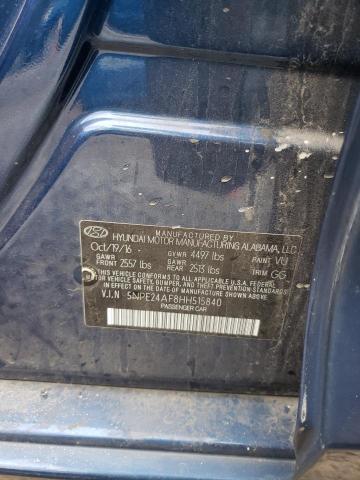 MANUFACTURED BY
HYUNDAI MOTOR MANUFACTURING ALABAMA, LLC
Oct/19/16 GVWR 4497 lbs PAINT VU
GAWR FRONT 2557 lbs GAWR REAR 2513 lbs TRIM GG
THIS VEHICLE CONFORMS TO ALL APPLICABLE U.S. FEDERAL
MOTOR VEHICLE SAFETY, BUMPER, AND THEFT PREVENTION
STANDARDS IN EFFECT ON THE DATE OF MANUFACTURE SHOWN ABOVE.
V.I.N 5NPE24AF8HH515840
PASSENGER CAR